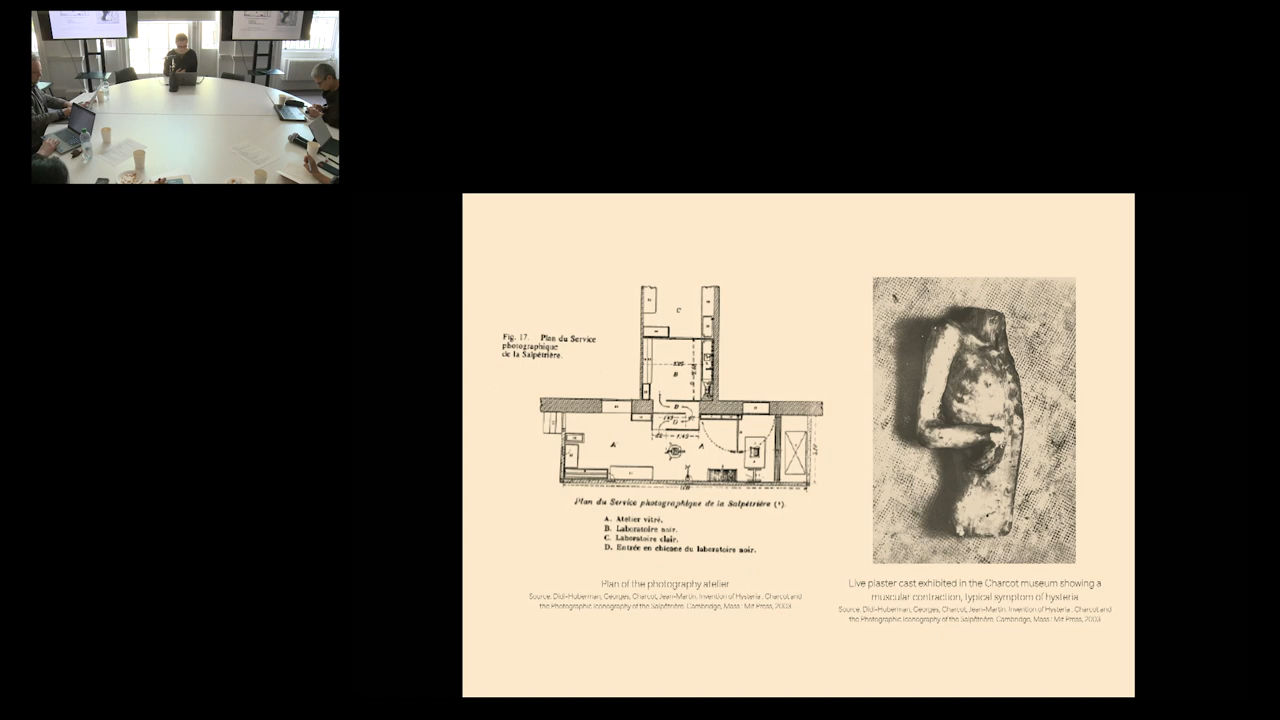 Fig. 17. Plan du Service
photographique
de la Salpêtrière.
C
B
D
A
A
Plan du Service photographique de la Salpêtrière (¹).
A. Atelier vitré.
B. Laboratoire noir.
C. Laboratoire clair.
D. Entrée en chicane du laboratoire noir.
Plan of the photography atelier
Source: Didi-Huberman, Georges, Charcot, Jean-Martin. Invention of Hysteria : Charcot and
the Photographic Iconography of the Salpêtrière. Cambridge, Mass.: Mit Press, 2003.
Live plaster cast exhibited in the Charcot museum showing a
muscular contraction, typical symptom of hysteria
Source: Didi-Huberman, Georges, Charcot, Jean-Martin. Invention of Hysteria : Charcot and
the Photographic Iconography of the Salpêtrière. Cambridge, Mass.: Mit Press, 2003